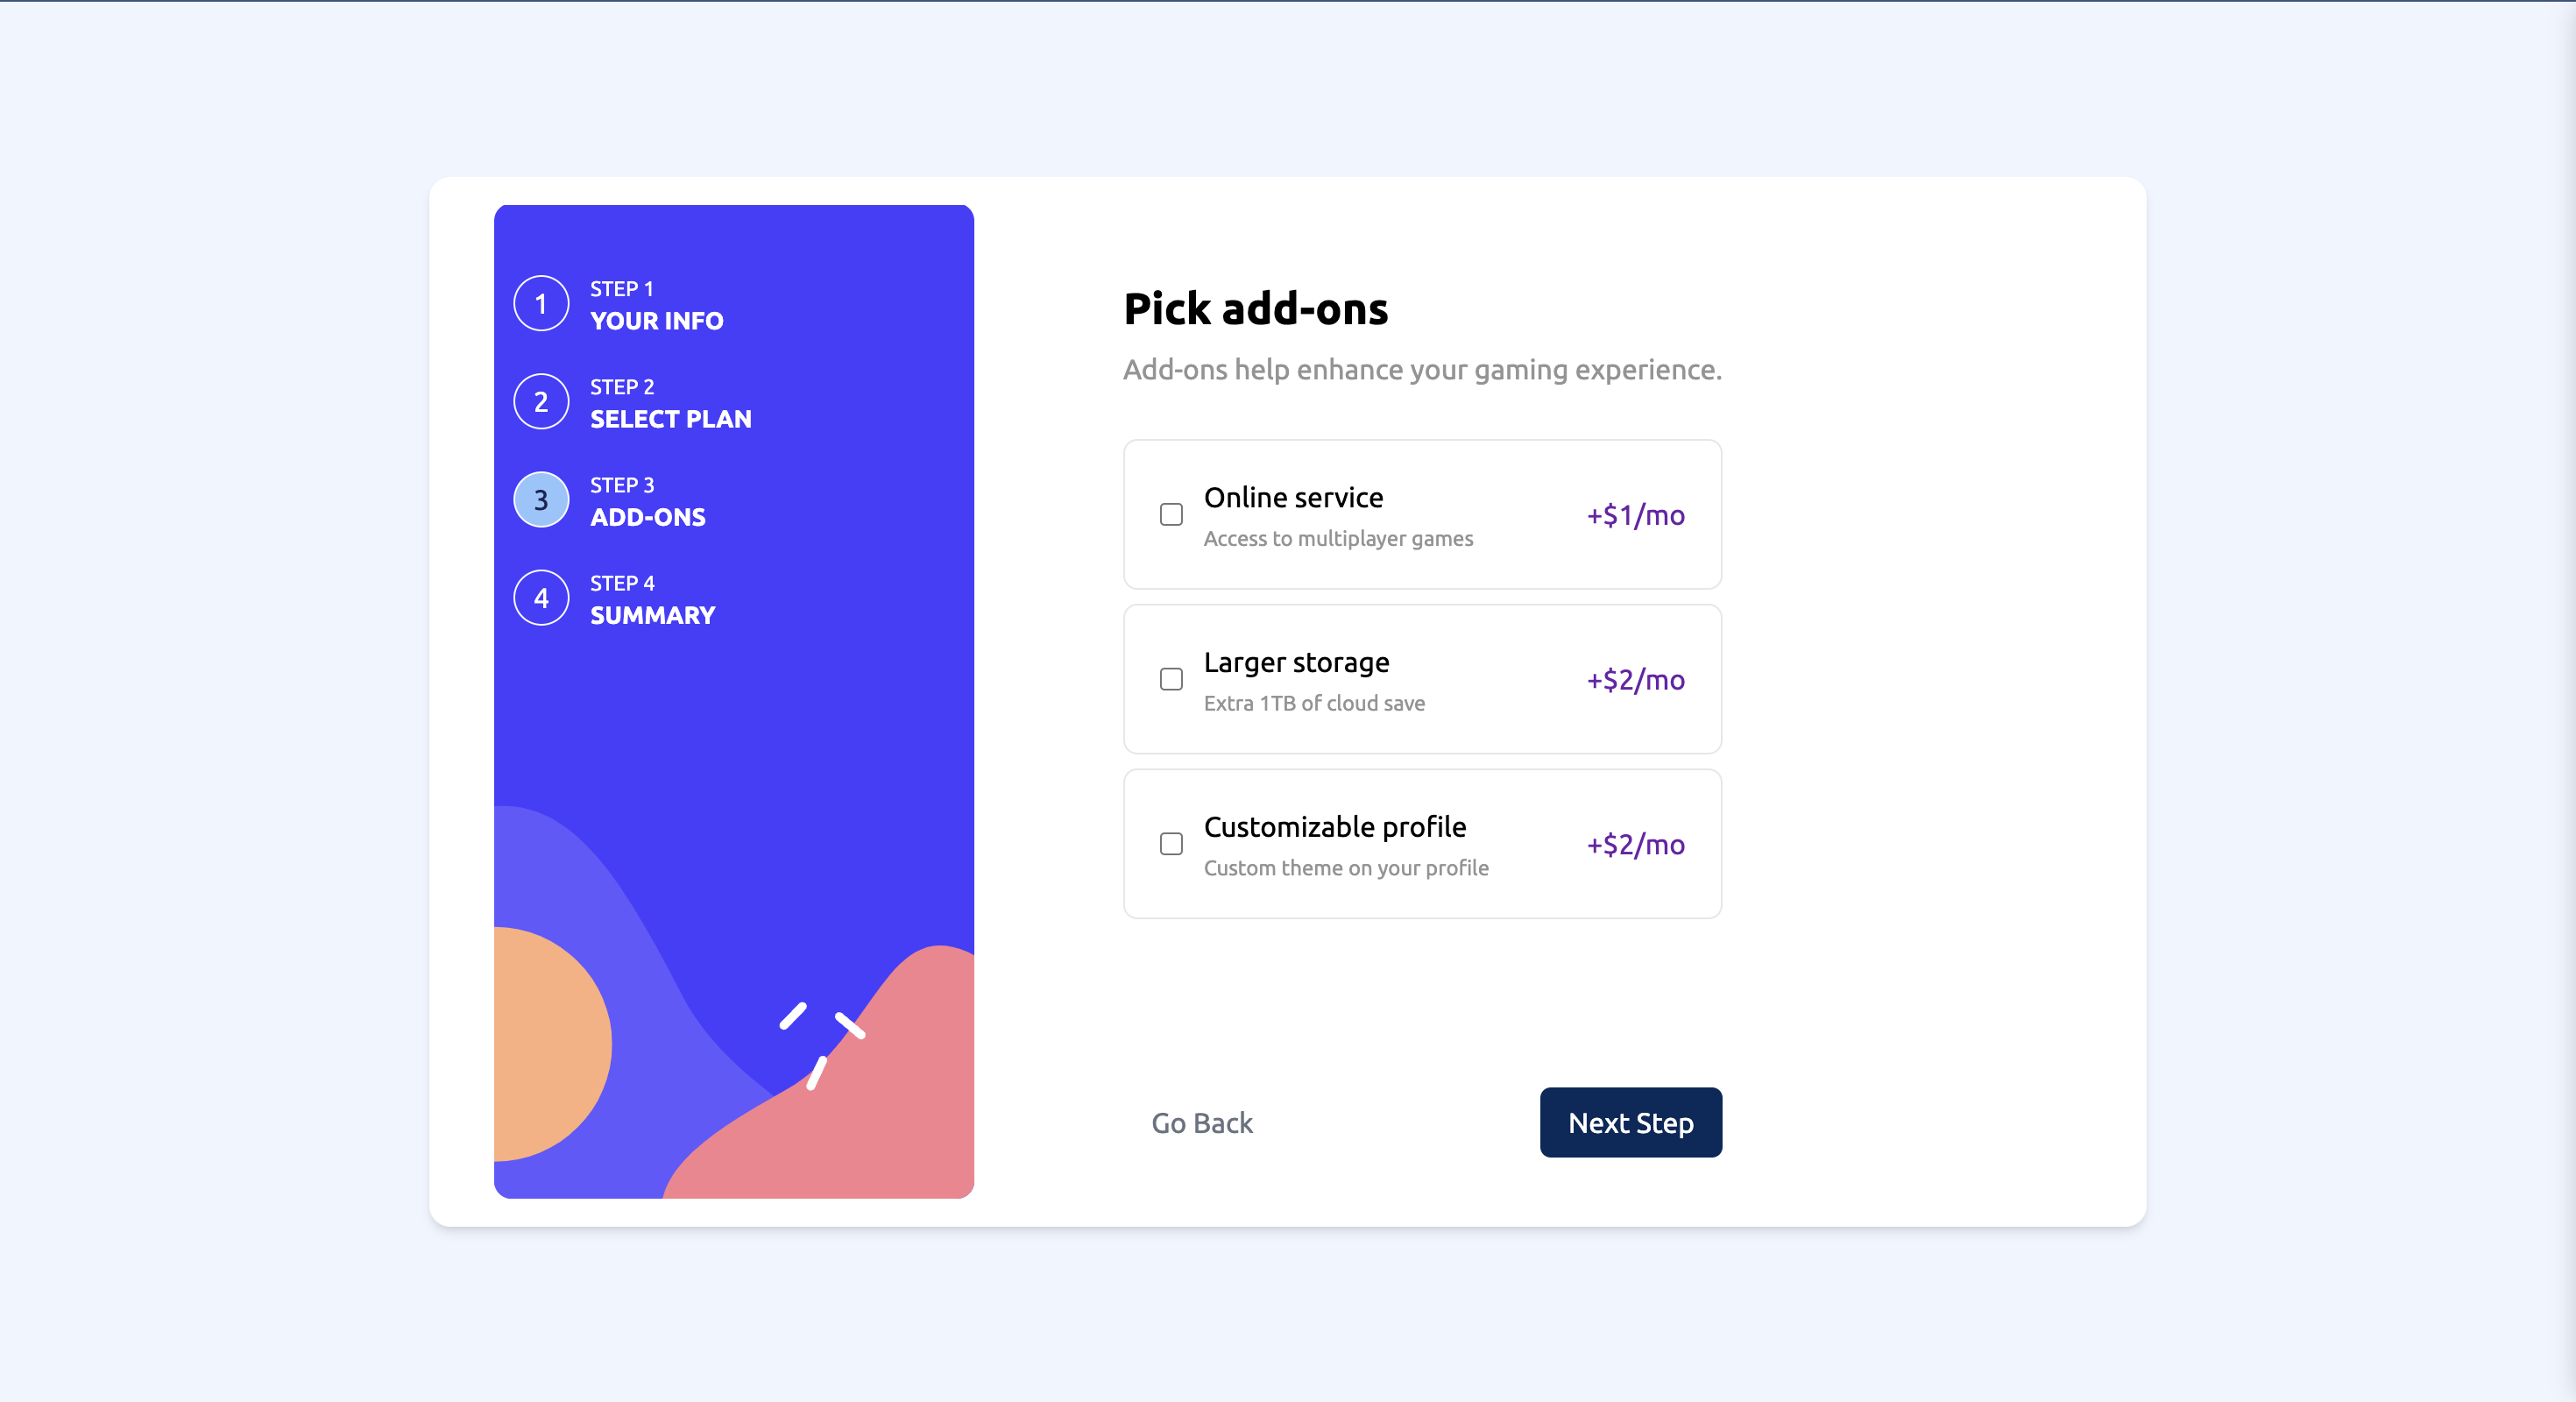 1
STEP 1
YOUR INFO
2
STEP 2
SELECT PLAN
3
STEP 3
ADD-ONS
4
STEP 4
SUMMARY
Pick add-ons
Add-ons help enhance your gaming experience.
Online service
Access to multiplayer games
+$1/mo
Larger storage
Extra 1TB of cloud save
+$2/mo
Customizable profile
Custom theme on your profile
+$2/mo
Go Back
Next Step